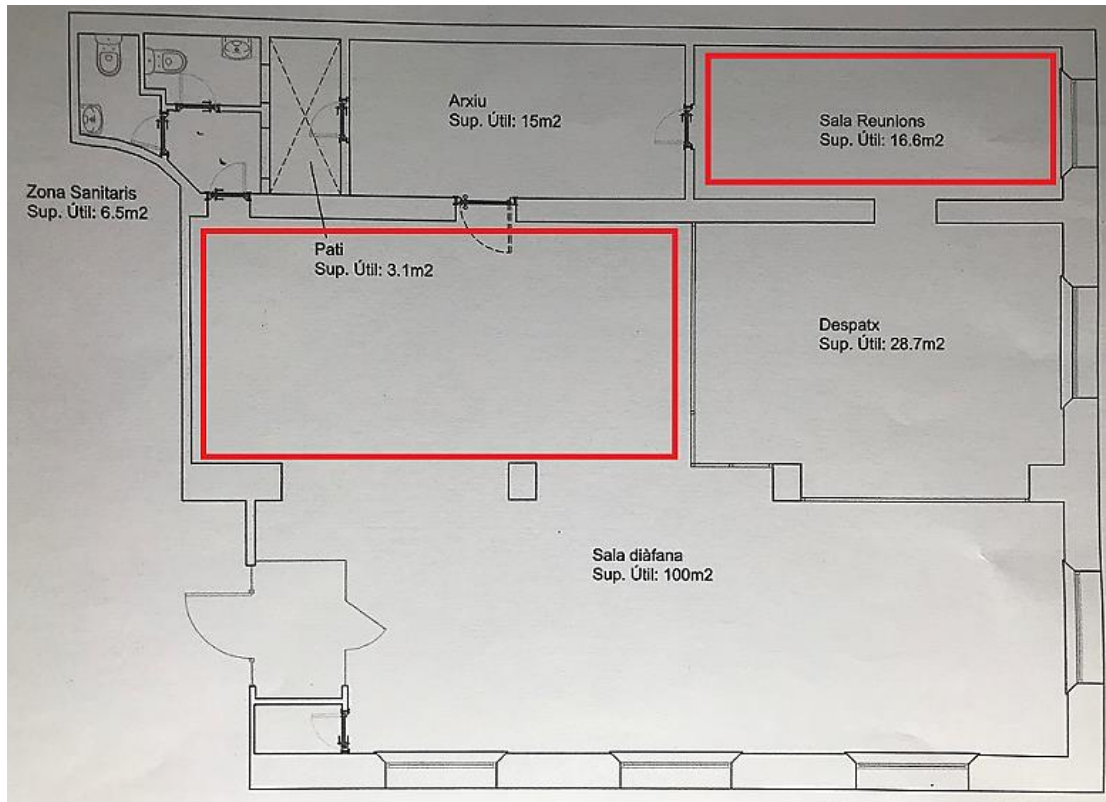 Arxiu
Sup. Útil: 15m2
Sala Reunions
Sup. Útil: 16.6m2
Zona Sanitaris
Sup. Útil: 6.5m2
Pati
Sup. Útil: 3.1m2
Despatx
Sup. Útil: 28.7m2
Sala diàfana
Sup. Útil: 100m2